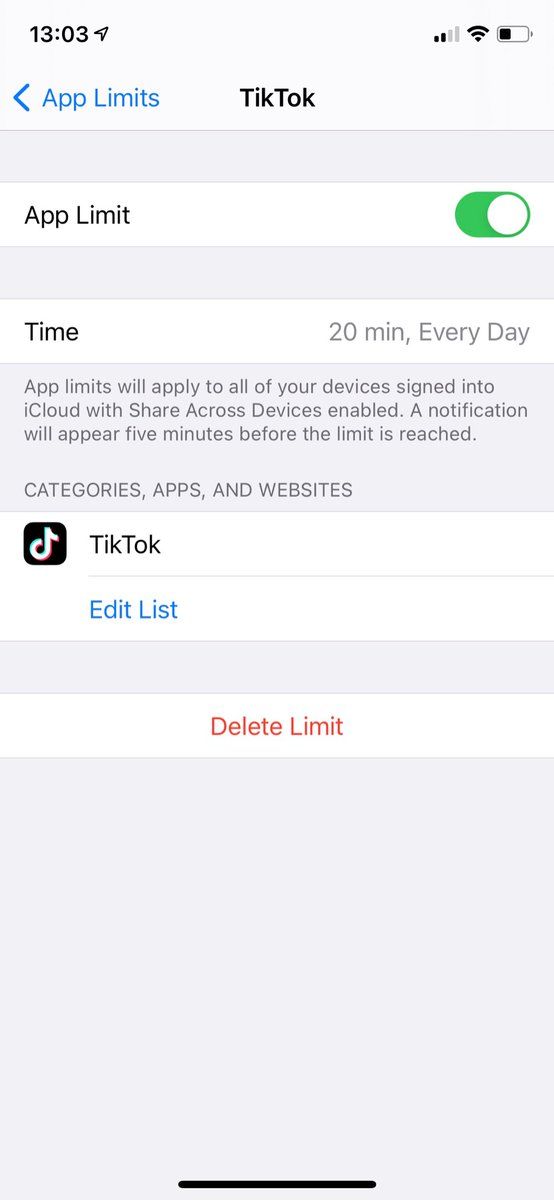 13:03
App Limits
TikTok
App Limit
Time
20 min, Every Day
App limits will apply to all of your devices signed into
iCloud with Share Across Devices enabled. A notification
will appear five minutes before the limit is reached.
CATEGORIES, APPS, AND WEBSITES
TikTok
Edit List
Delete Limit